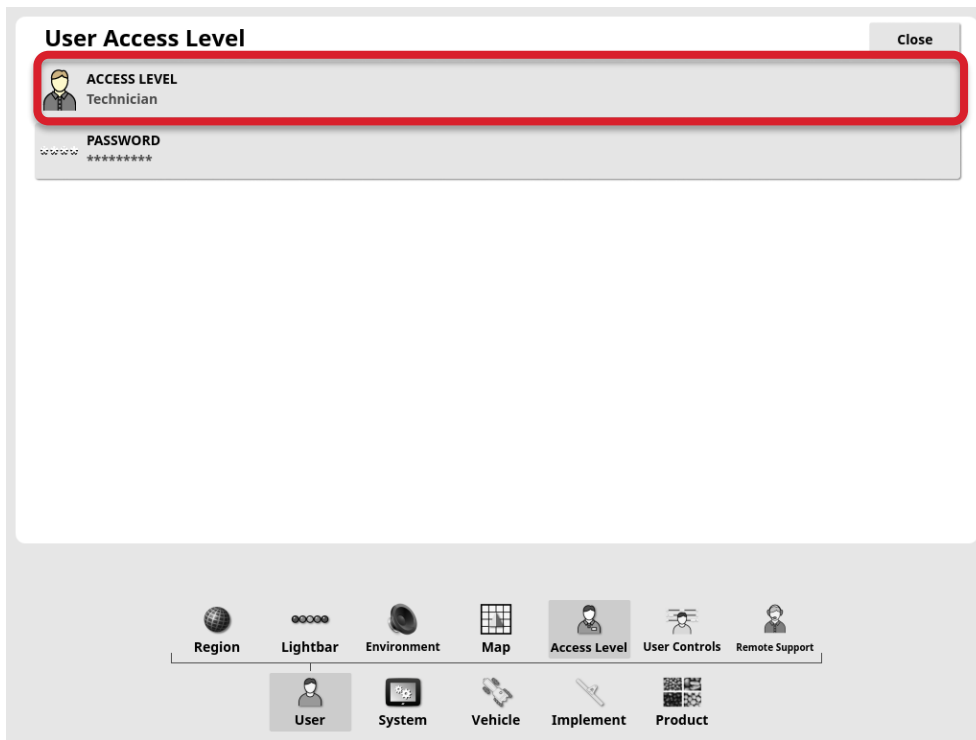 User Access Level
Close
ACCESS LEVEL
Technician
PASSWORD
*********
Region
Lightbar
Environment
Map
Access Level
User Controls
Remote Support
User
System
Vehicle
Implement
Product